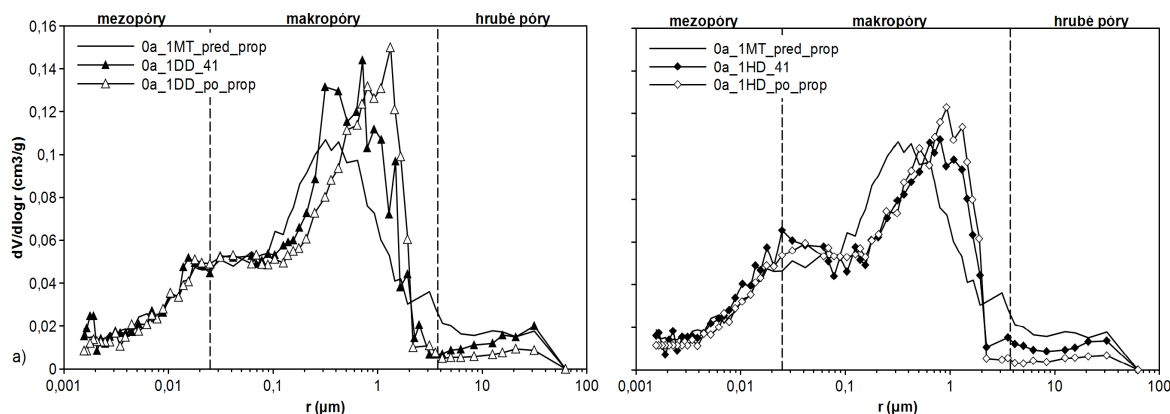 mezopóry makropóry hrubé póry
0,16
0,14
0,12
0,1
0,08
0,06
0,04
0,02
0
dV/dlogr (cm3/g)
0a_1MT_pred_prop
0a_1DD_41
0a_1DD_po_prop
a)
0,001 0,01 0,1 1 10 100
r (µm)
mezopóry makropóry hrubé póry
0a_1MT_pred_prop
0a_1HD_41
0a_1HD_po_prop
0,001 0,01 0,1 1 10 100
r (µm)